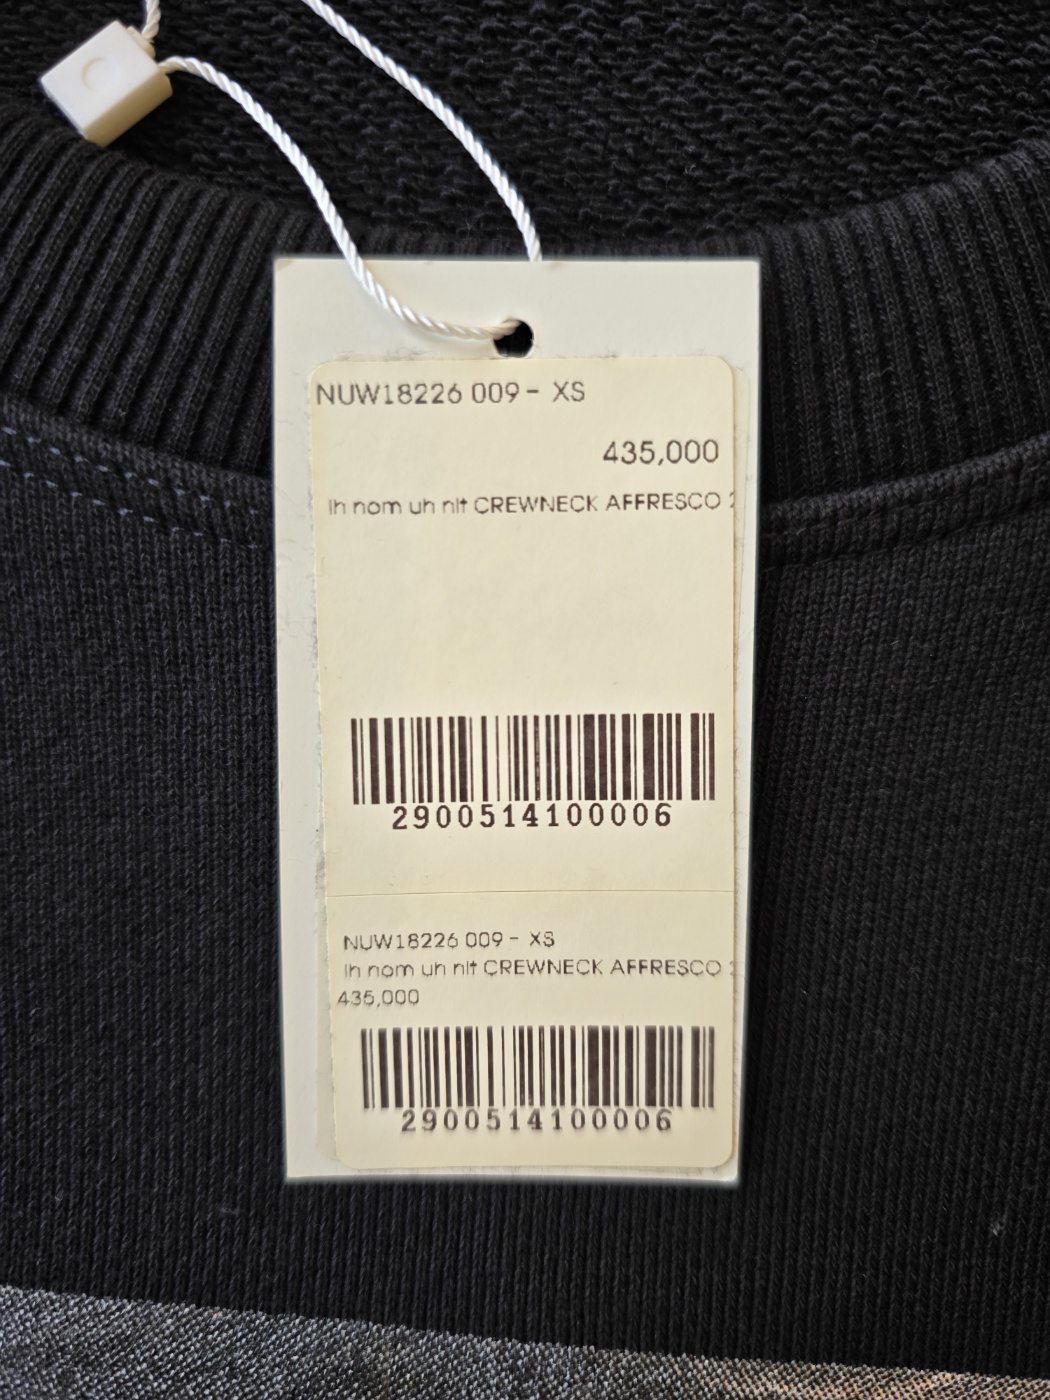 NUW18226 009 - XS
435,000
Ih nom uh nlt CREWNECK AFFRESCO
2900514100006
NUW18226 009 - XS
Ih nom uh nlt CREWNECK AFFRESCO
435,000
2900514100006